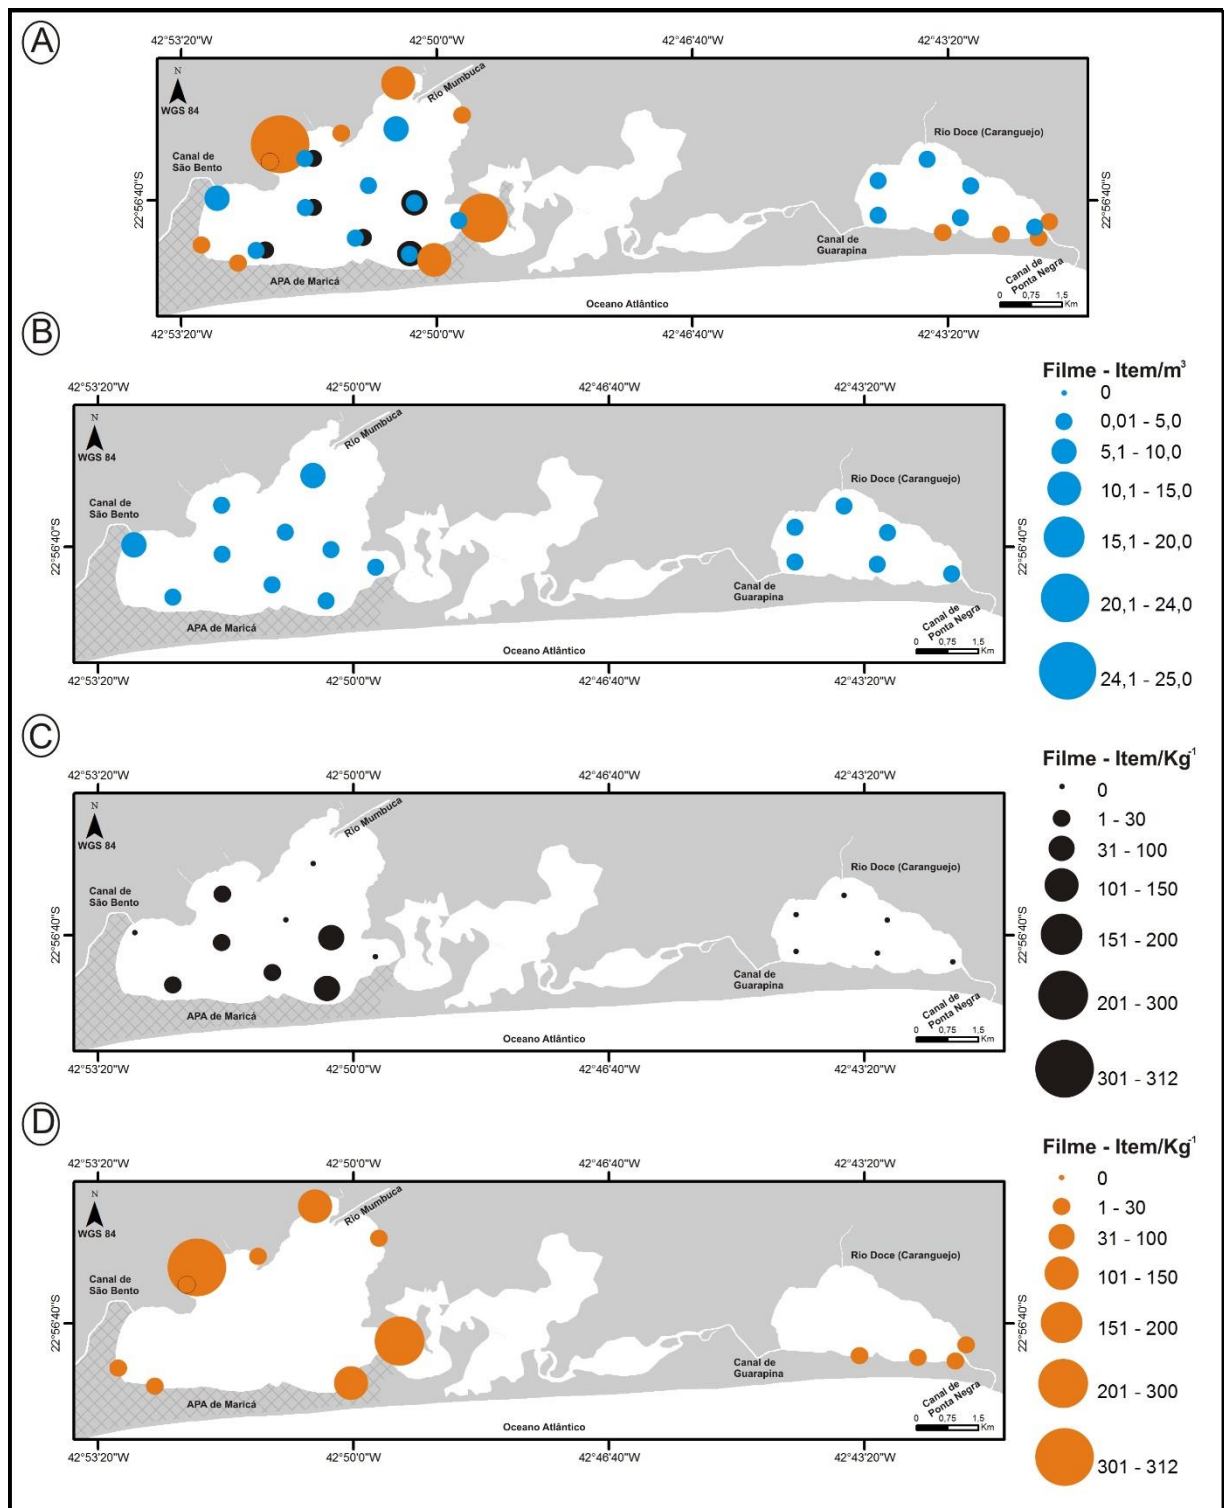 A
42°53'20"W 42°50'00"W 42°46'40"W 42°43'20"W
N
WGS 84
Rio Mumbuca
Rio Doce (Caranguejo)
Canal de
São Bento
22°56'40"S
22°56'40"S
Canal de
Guarapina
APA de Maricá
Canal de
Ponta Negra
Oceano Atlântico
0 0,75 1,5
Km
42°53'20"W 42°50'00"W 42°46'40"W 42°43'20"W
B
42°53'20"W 42°50'00"W 42°46'40"W 42°43'20"W
N
WGS 84
Rio Mumbuca
Rio Doce (Caranguejo)
Canal de
São Bento
22°56'40"S
22°56'40"S
Canal de
Guarapina
APA de Maricá
Canal de
Ponta Negra
Oceano Atlântico
0 0,75 1,5
Km
42°53'20"W 42°50'00"W 42°46'40"W 42°43'20"W
Filme - Item/m³
0
0,01 - 5,0
5,1 - 10,0
10,1 - 15,0
15,1 - 20,0
20,1 - 24,0
24,1 - 25,0
C
42°53'20"W 42°50'00"W 42°46'40"W 42°43'20"W
N
WGS 84
Rio Mumbuca
Rio Doce (Caranguejo)
Canal de
São Bento
22°56'40"S
22°56'40"S
Canal de
Guarapina
APA de Maricá
Canal de
Ponta Negra
Oceano Atlântico
0 0,75 1,5
Km
42°53'20"W 42°50'00"W 42°46'40"W 42°43'20"W
Filme - Item/Kg⁻¹
0
1 - 30
31 - 100
101 - 150
151 - 200
201 - 300
301 - 312
D
42°53'20"W 42°50'00"W 42°46'40"W 42°43'20"W
N
WGS 84
Rio Mumbuca
Rio Doce (Caranguejo)
Canal de
São Bento
22°56'40"S
22°56'40"S
Canal de
Guarapina
APA de Maricá
Canal de
Ponta Negra
Oceano Atlântico
0 0,75 1,5
Km
42°53'20"W 42°50'00"W 42°46'40"W 42°43'20"W
Filme - Item/Kg⁻¹
0
1 - 30
31 - 100
101 - 150
151 - 200
201 - 300
301 - 312